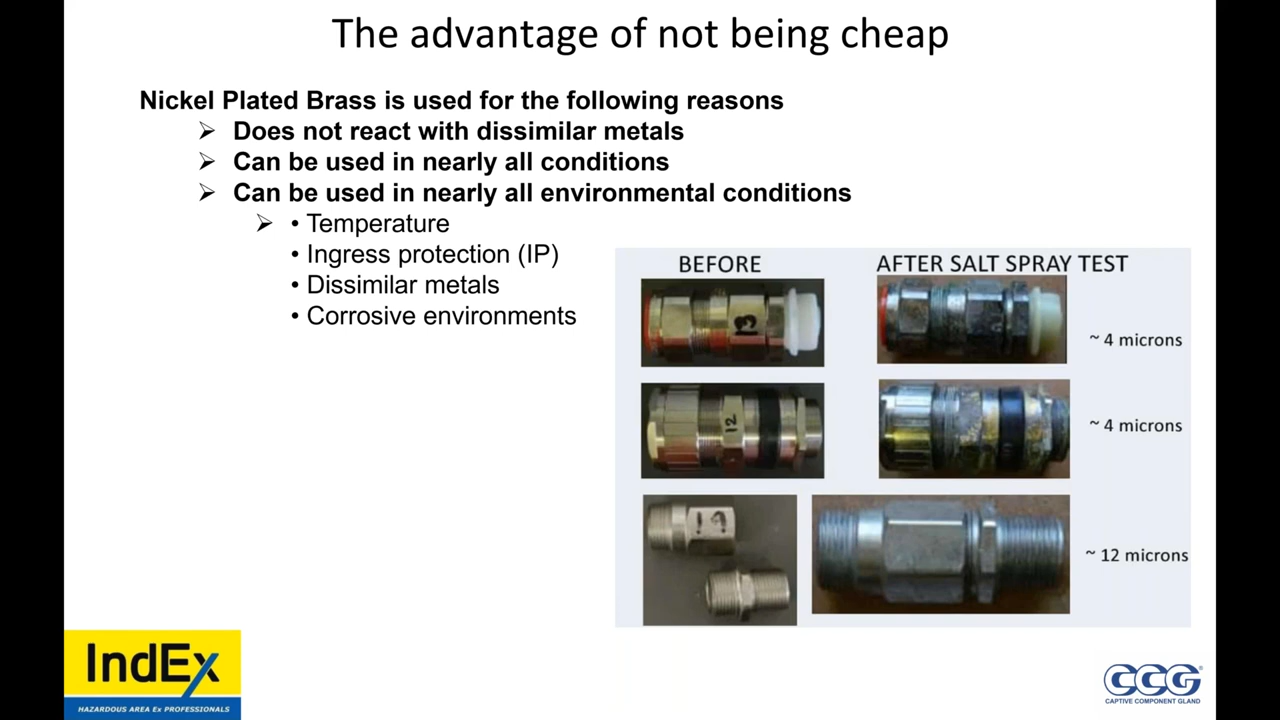 The advantage of not being cheap
Nickel Plated Brass is used for the following reasons
➢ Does not react with dissimilar metals
➢ Can be used in nearly all conditions
➢ Can be used in nearly all environmental conditions
➢ • Temperature
• Ingress protection (IP)
• Dissimilar metals
• Corrosive environments
BEFORE
AFTER SALT SPRAY TEST
13
~ 4 microns
12
~ 4 microns
~ 12 microns
IndEx
HAZARDOUS AREA Ex PROFESSIONALS
CCG®
CAPTIVE COMPONENT GLAND